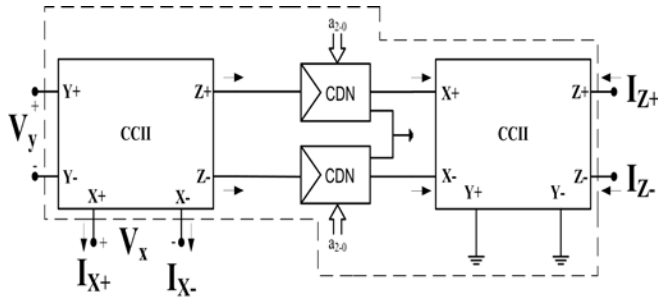 a2-0
Y+ Z+ CDN X+ Z+ IZ+
+ Vy - CCII CCII
Y- Z- CDN X- Z- IZ-
X+ X- Y+ Y-
+ Vx - a2-0
IX+ IX-